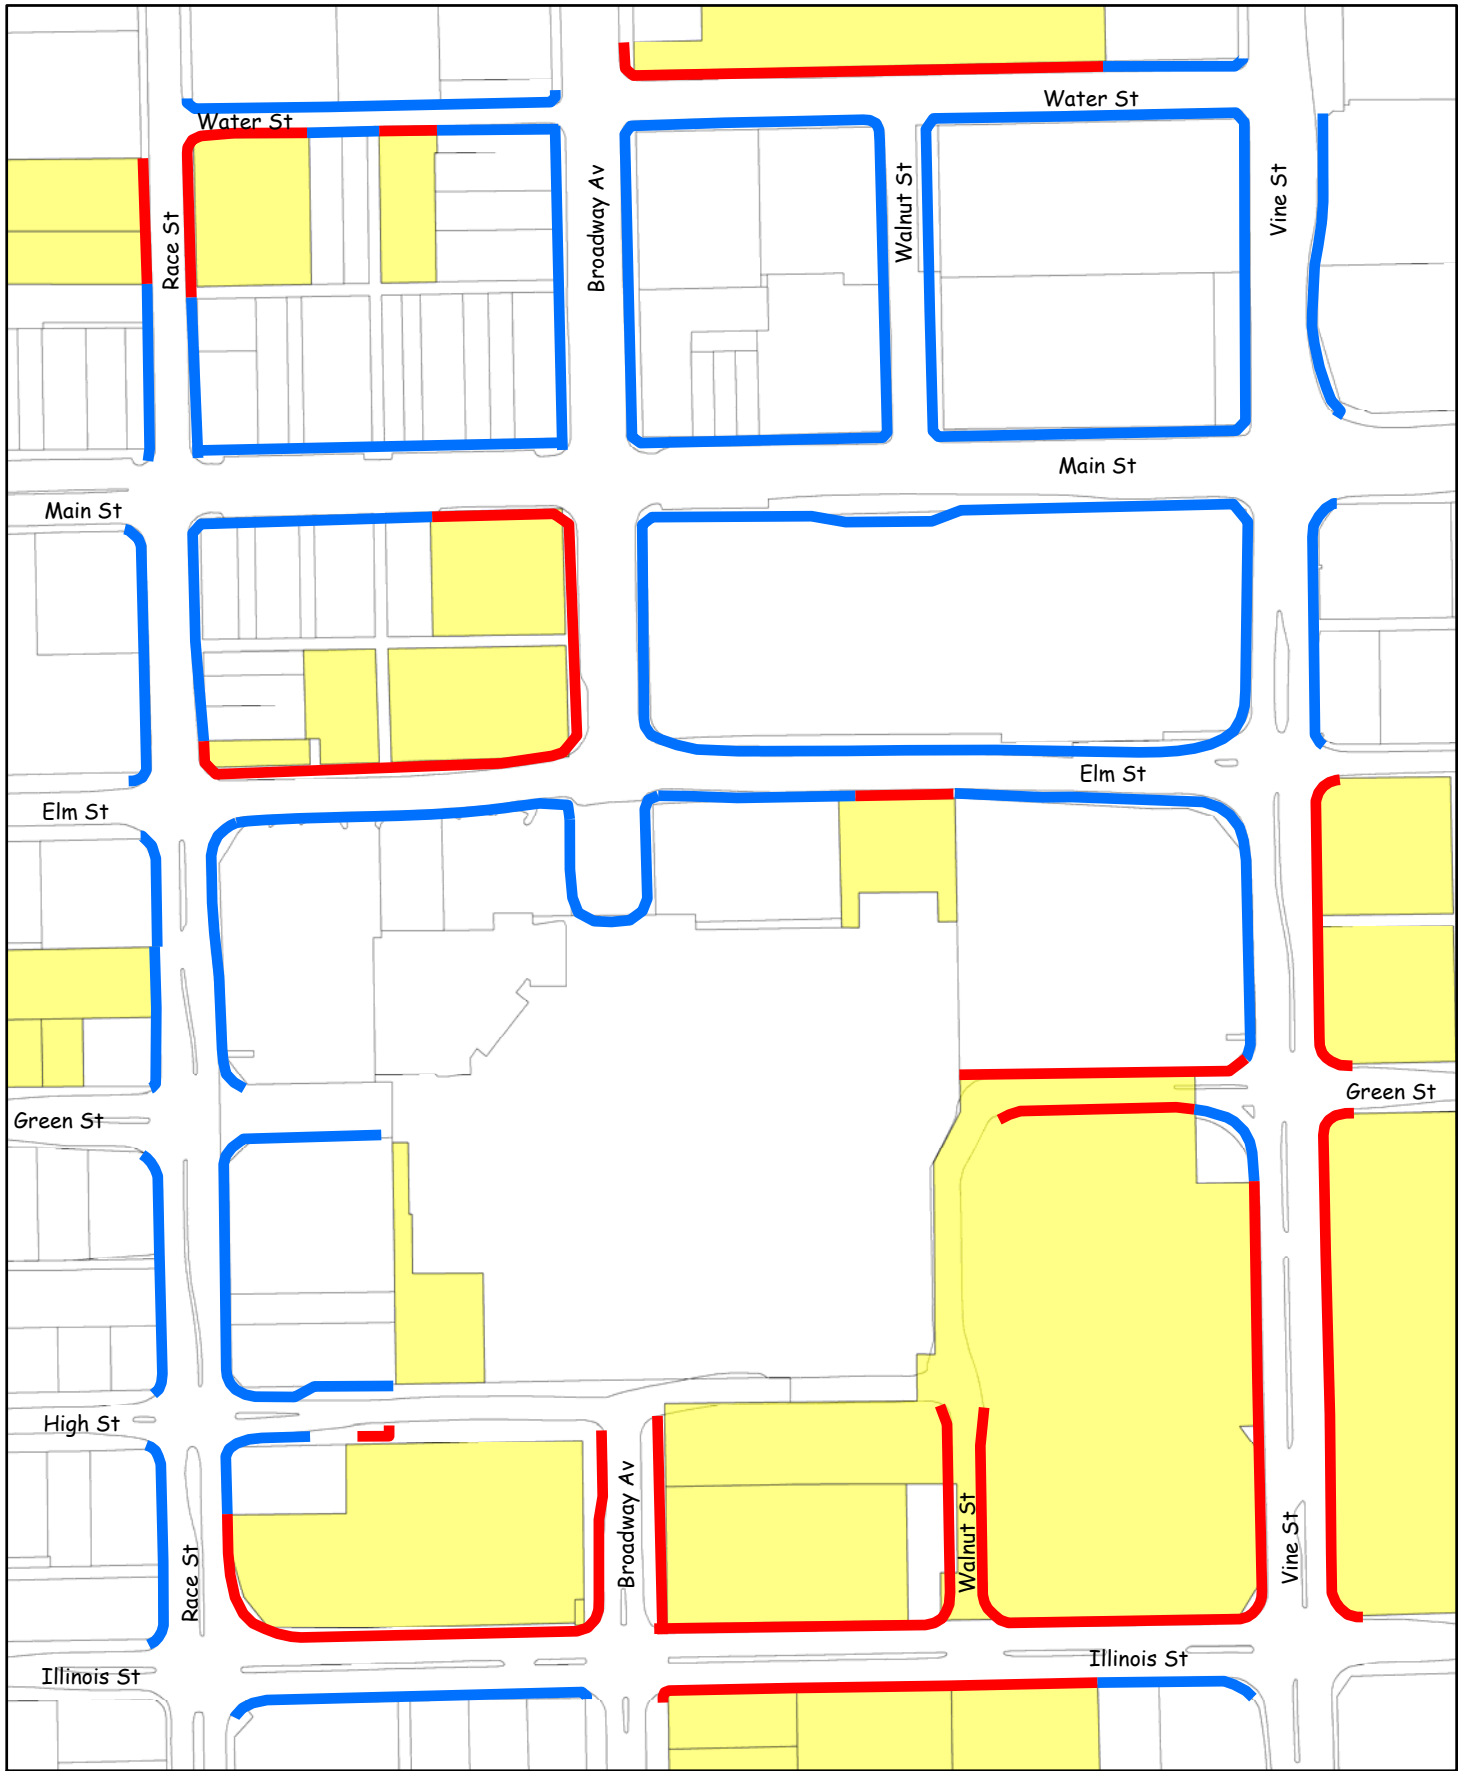 Water St
Water St
Race St
Broadway Av
Walnut St
Vine St
Main St
Main St
Elm St
Elm St
Green St
Green St
High St
Broadway Av
Walnut St
Vine St
Race St
Illinois St
Illinois St